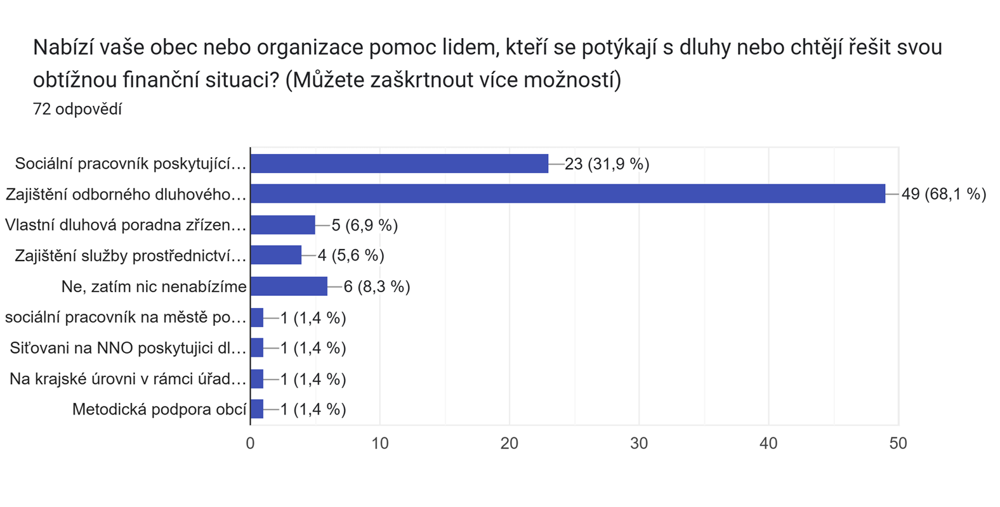 Nabízí vaše obec nebo organizace pomoc lidem, kteří se potýkají s dluhy nebo chtějí řešit svou
obtížnou finanční situaci? (Můžete zaškrtnout více možností)
72 odpovědí
Sociální pracovník poskytující… 23 (31,9 %)
Zajištění odborného dluhového… 49 (68,1 %)
Vlastní dluhová poradna zřízen… 5 (6,9 %)
Zajištění služby prostřednictví… 4 (5,6 %)
Ne, zatím nic nenabízíme 6 (8,3 %)
sociální pracovník na městě po… 1 (1,4 %)
Siťovani na NNO poskytujici dl… 1 (1,4 %)
Na krajské úrovni v rámci úřad… 1 (1,4 %)
Metodická podpora obcí 1 (1,4 %)
0 10 20 30 40 50